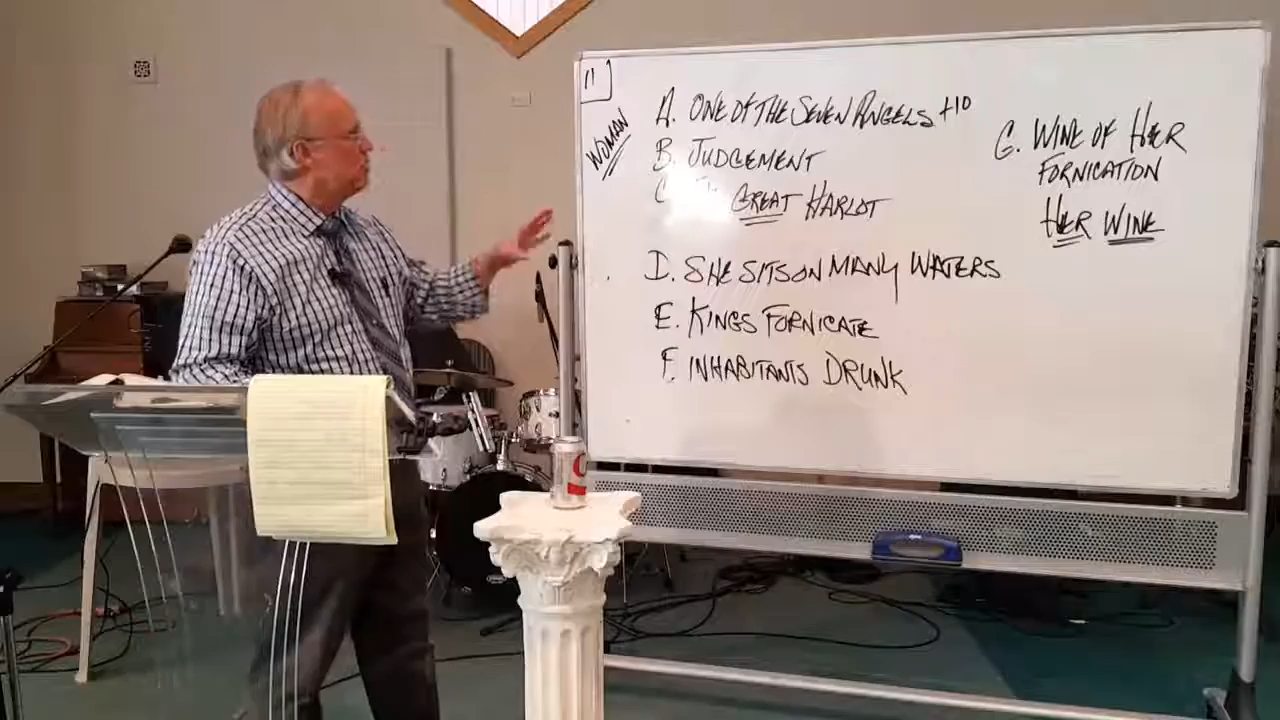 11
WOMAN
A. ONE OF THE SEVEN ANGELS +10
B. JUDGEMENT
GREAT HARLOT
D. SHE SITS ON MANY WATERS
E. KINGS FORNICATE
F. INHABITANTS DRUNK
G. WINE OF HER
FORNICATION
HER WINE